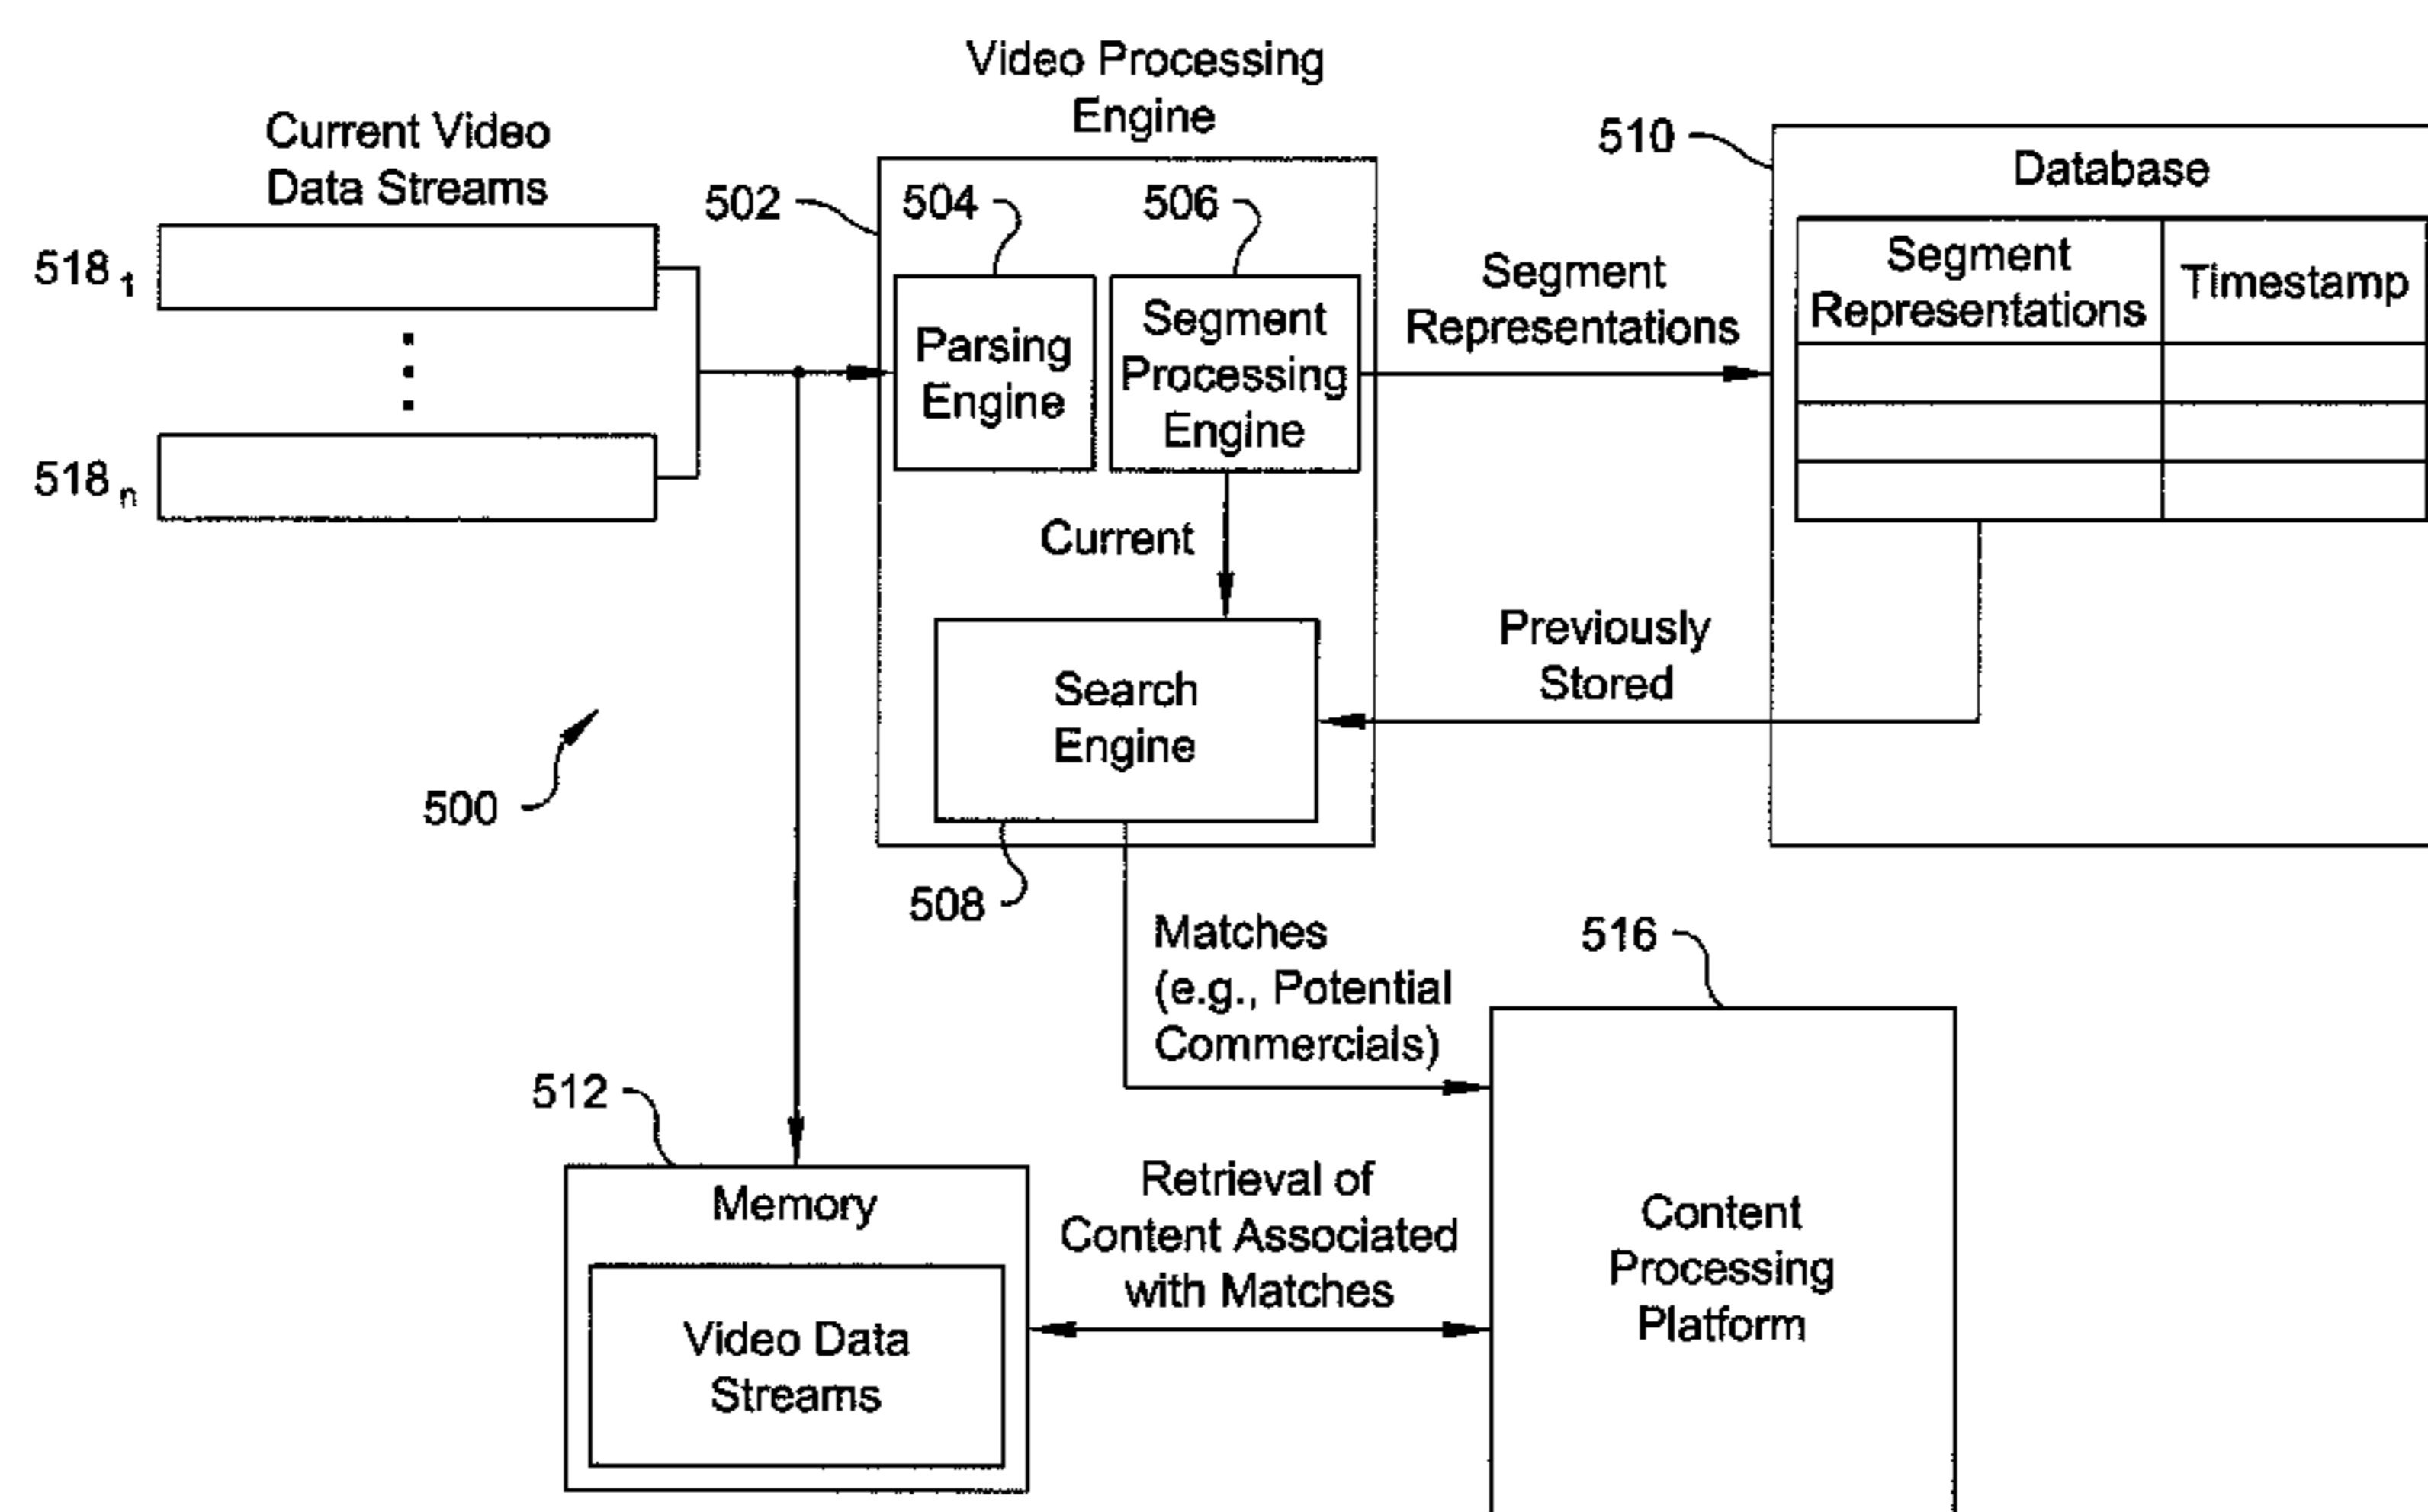 Video Processing
Engine
Current Video
Data Streams
518 1
518 n
502
504
506
510
Database
Segment
Representations
Timestamp
Parsing
Engine
Segment
Processing
Engine
Segment
Representations
Current
Search
Engine
Previously
Stored
500
508
Matches
(e.g., Potential
Commercials)
516
512
Memory
Video Data
Streams
Retrieval of
Content Associated
with Matches
Content
Processing
Platform